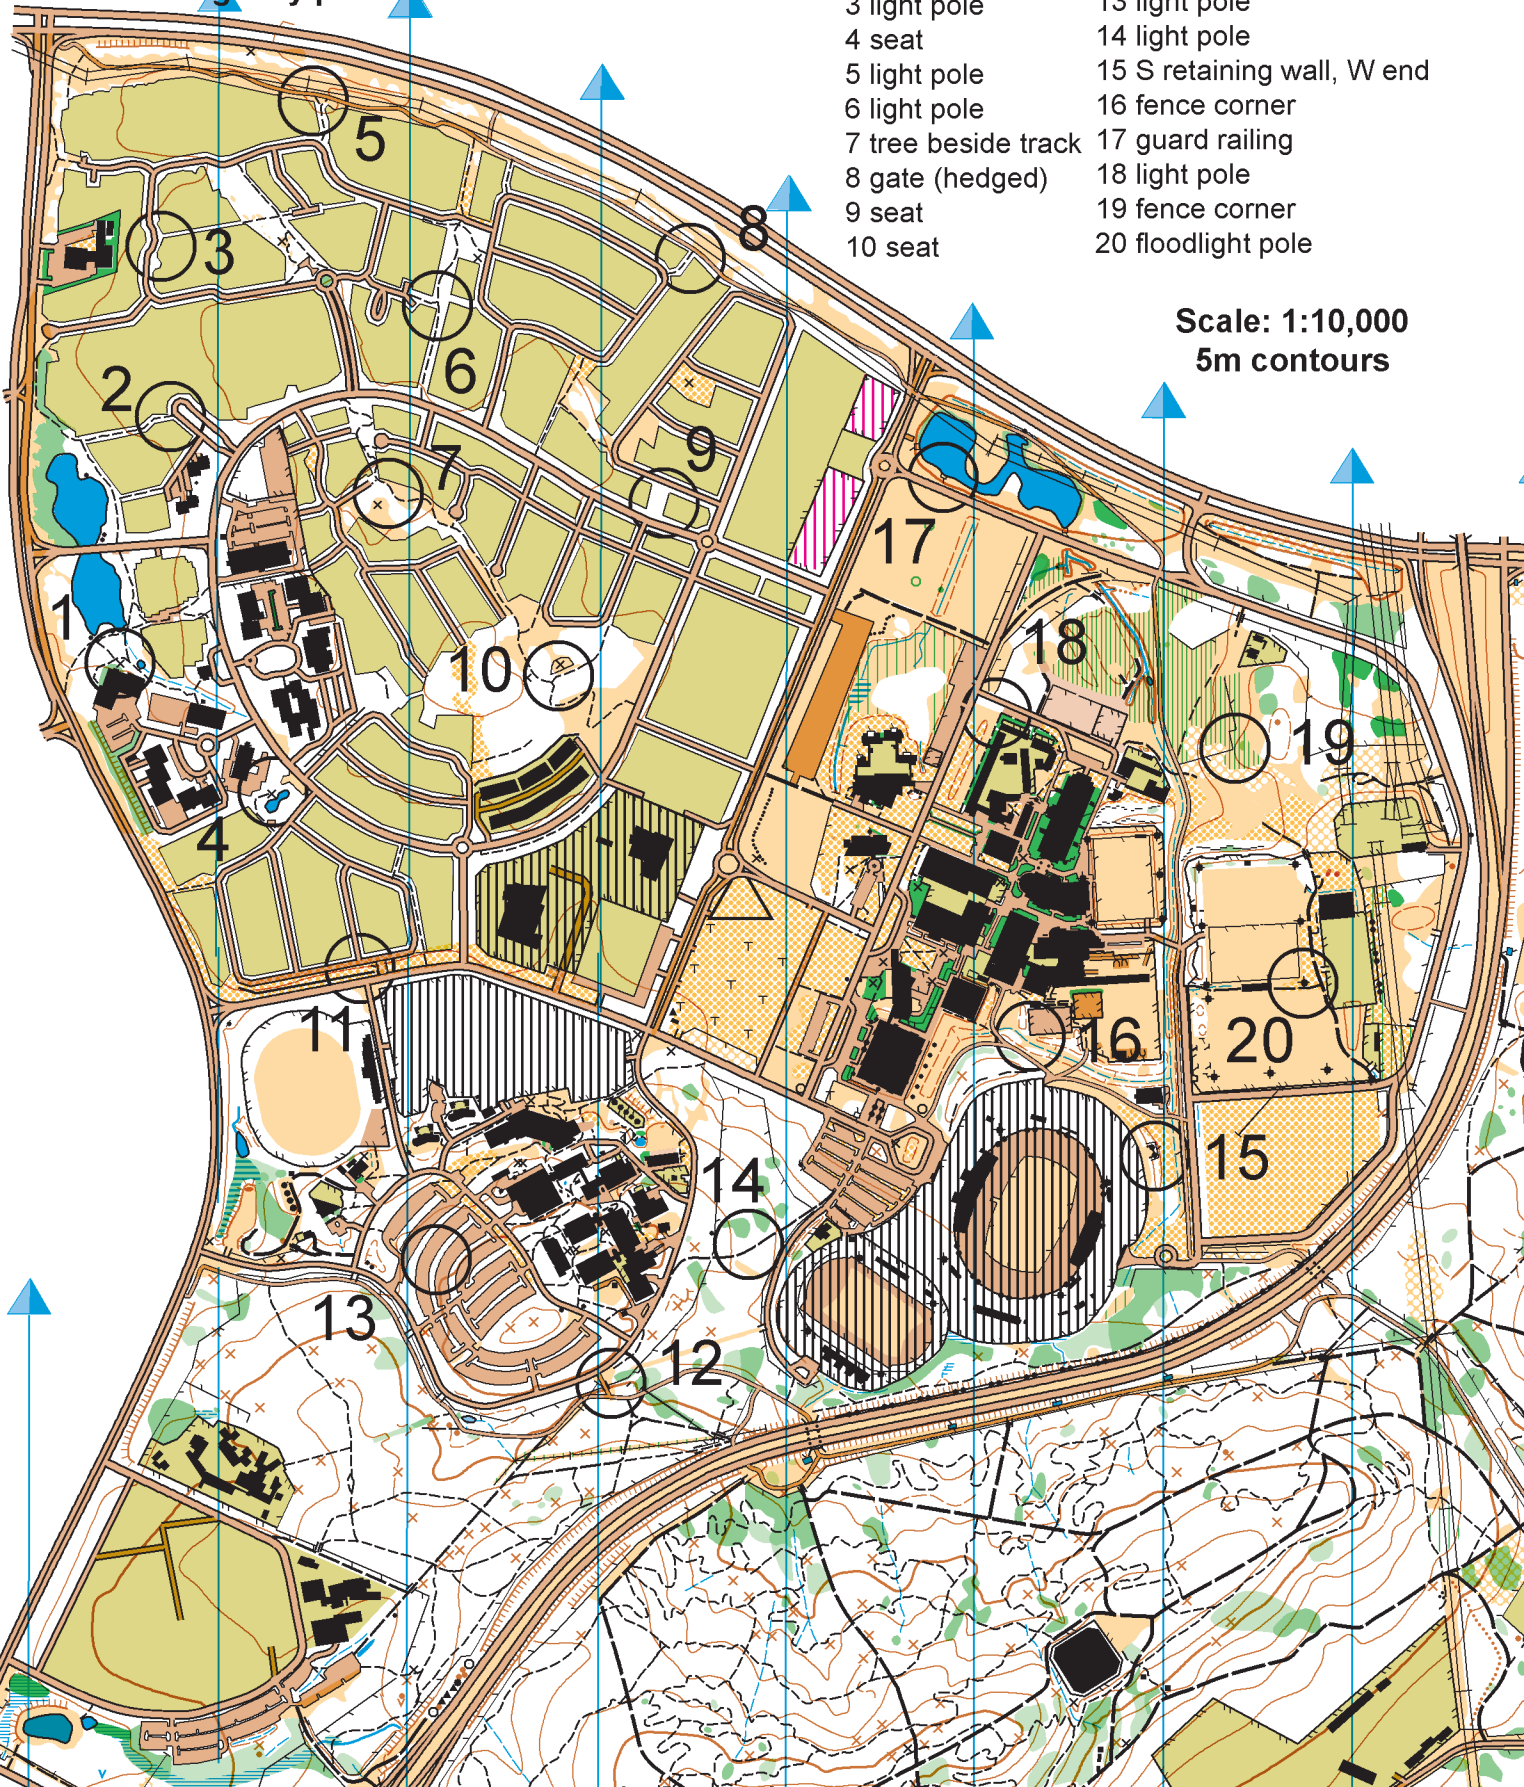 3 light pole
4 seat
5 light pole
6 light pole
7 tree beside track
8 gate (hedged)
9 seat
10 seat
13 light pole
14 light pole
15 S retaining wall, W end
16 fence corner
17 guard railing
18 light pole
19 fence corner
20 floodlight pole
Scale: 1:10,000
5m contours
5
8
3
6
2
9
7
17
1
18
10
19
4
11
16
20
15
14
13
12